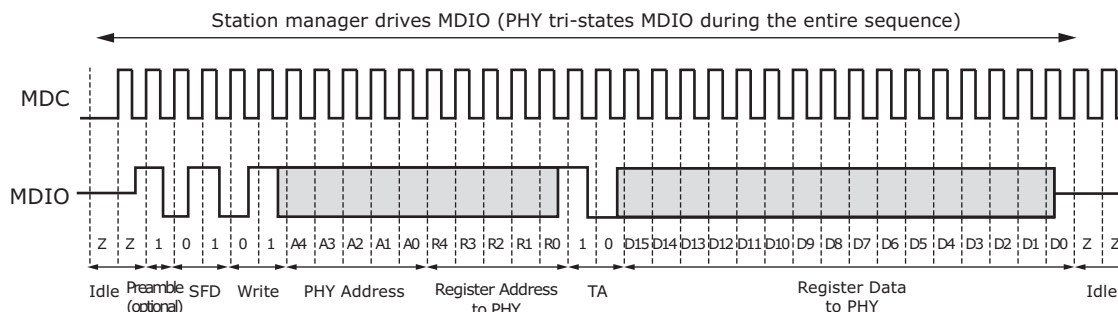 Station manager drives MDIO (PHY tri-states MDIO during the entire sequence)
MDC
MDIO
Z Z 1 0 1 0 1 A4 A3 A2 A1 A0 R4 R3 R2 R1 R0 1 0 D15 D14 D13 D12 D11 D10 D9 D8 D7 D6 D5 D4 D3 D2 D1 D0 Z Z
Idle Preamble (optional) SFD Write PHY Address Register Address to PHY TA Register Data to PHY Idle